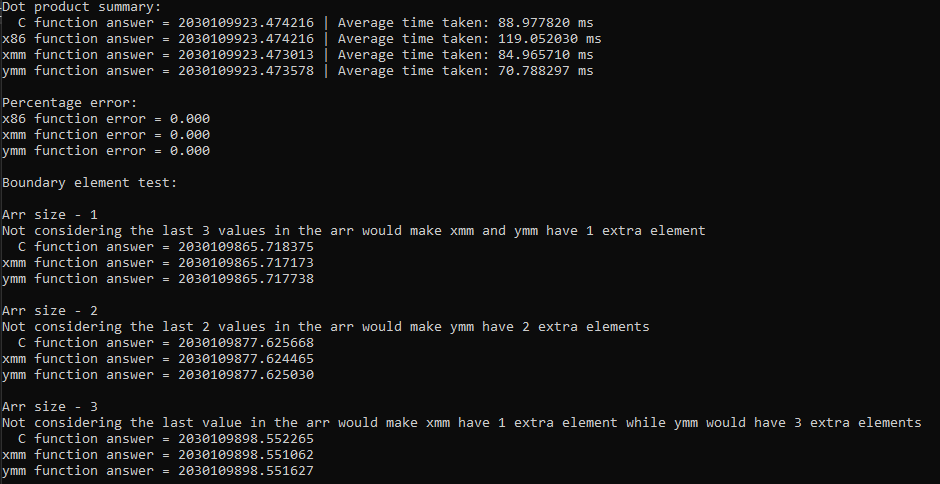 Dot product summary:
  C function answer = 2030109923.474216 | Average time taken: 88.977820 ms
x86 function answer = 2030109923.474216 | Average time taken: 119.052030 ms
xmm function answer = 2030109923.473013 | Average time taken: 84.965710 ms
ymm function answer = 2030109923.473578 | Average time taken: 70.788297 ms

Percentage error:
x86 function error = 0.000
xmm function error = 0.000
ymm function error = 0.000

Boundary element test:

Arr size - 1
Not considering the last 3 values in the arr would make xmm and ymm have 1 extra element
  C function answer = 2030109865.718375
xmm function answer = 2030109865.717173
ymm function answer = 2030109865.717738

Arr size - 2
Not considering the last 2 values in the arr would make ymm have 2 extra elements
  C function answer = 2030109877.625668
xmm function answer = 2030109877.624465
ymm function answer = 2030109877.625030

Arr size - 3
Not considering the last value in the arr would make xmm have 1 extra element while ymm would have 3 extra elements
  C function answer = 2030109898.552265
xmm function answer = 2030109898.551062
ymm function answer = 2030109898.551627